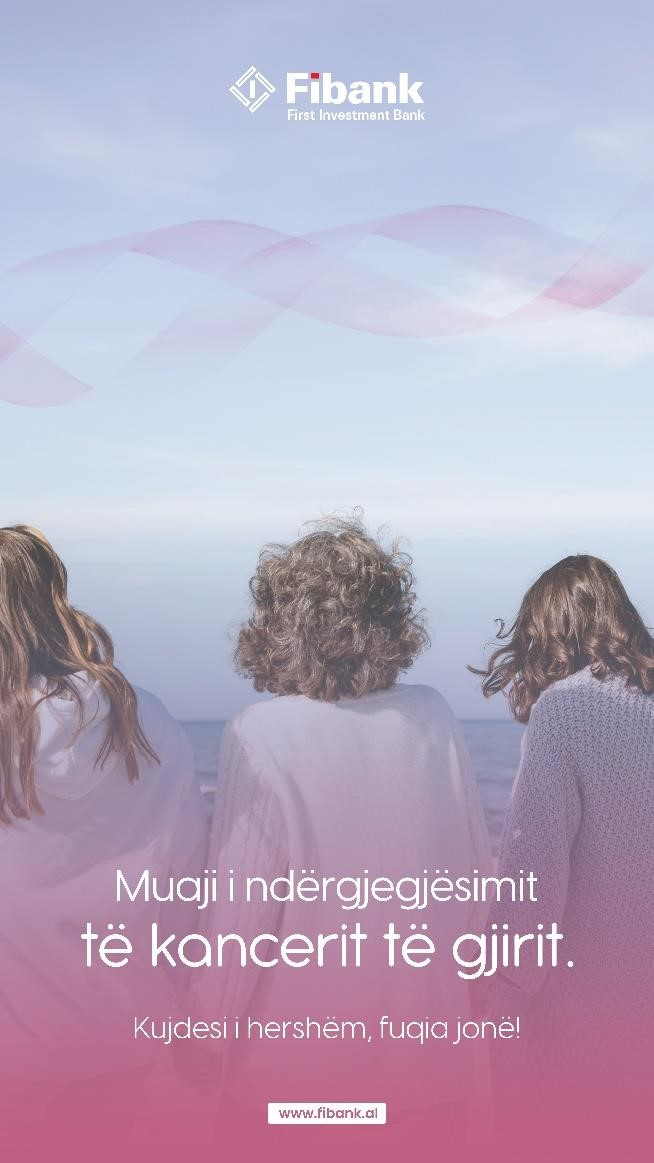 Fibank
First Investment Bank
Muaji i ndërgjegjësimit
të kancerit të gjirit.
Kujdesi i hershëm, fuqia jonë!
www.fibank.al